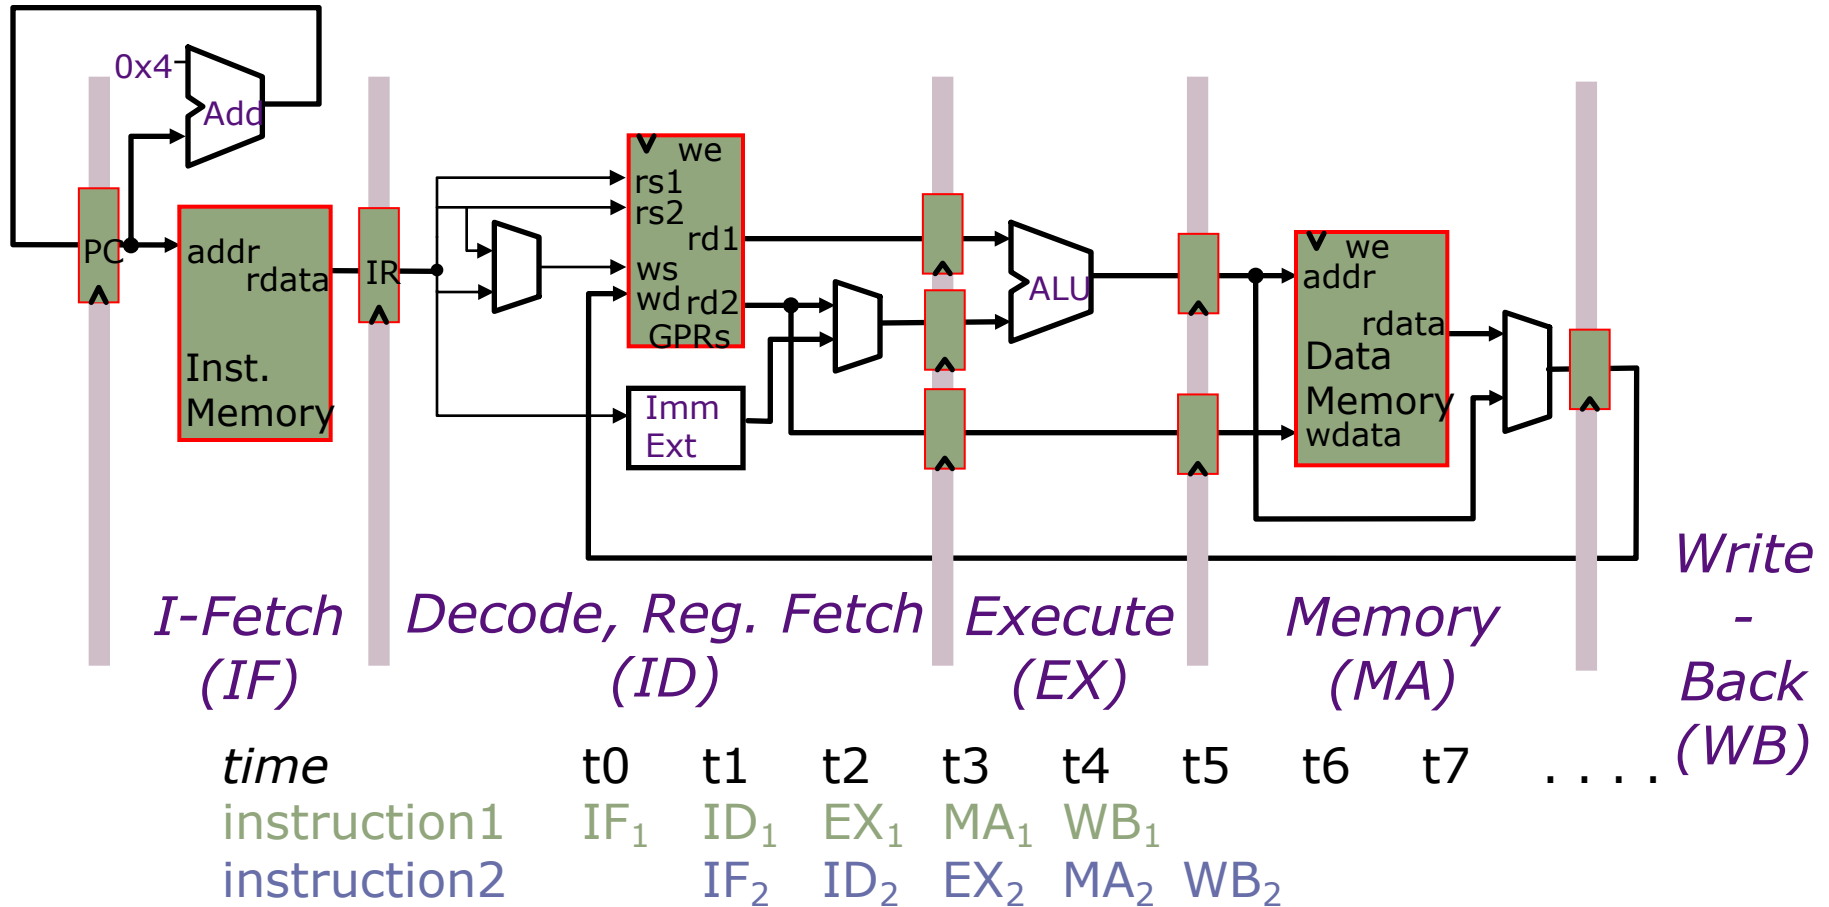 0x4
Add
PC
addr
rdata
Inst.
Memory
IR
we
rs1
rs2
rd1
ws
wd rd2
GPRs
Imm
Ext
ALU
we
addr
rdata
Data
Memory
wdata
I-Fetch
(IF)
Decode, Reg. Fetch
(ID)
Execute
(EX)
Memory
(MA)
Write
-
Back
(WB)
time t0 t1 t2 t3 t4 t5 t6 t7 . . . .
instruction1 IF₁ ID₁ EX₁ MA₁ WB₁
instruction2 IF₂ ID₂ EX₂ MA₂ WB₂